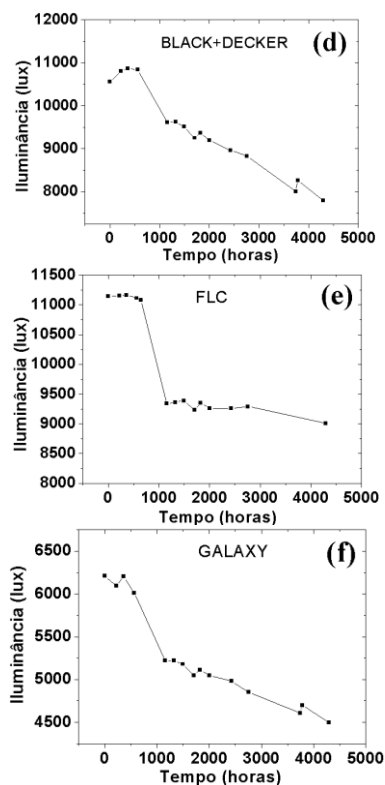 BLACK+DECKER (d)
Iluminância (lux)
11000
10000
9000
8000
0 1000 2000 3000 4000 5000
Tempo (horas)
FLC (e)
Iluminância (lux)
11500
11000
10500
10000
9500
9000
8500
8000
0 1000 2000 3000 4000 5000
Tempo (horas)
GALAXY (f)
Iluminância (lux)
6500
6000
5500
5000
4500
0 1000 2000 3000 4000 5000
Tempo (horas)